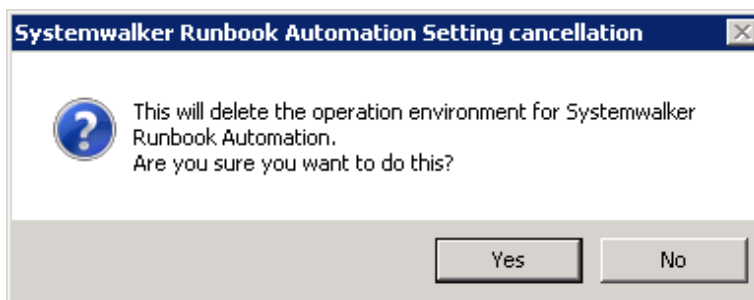 Systemwalker Runbook Automation Setting cancellation
This will delete the operation environment for Systemwalker
Runbook Automation.
Are you sure you want to do this?
Yes
No